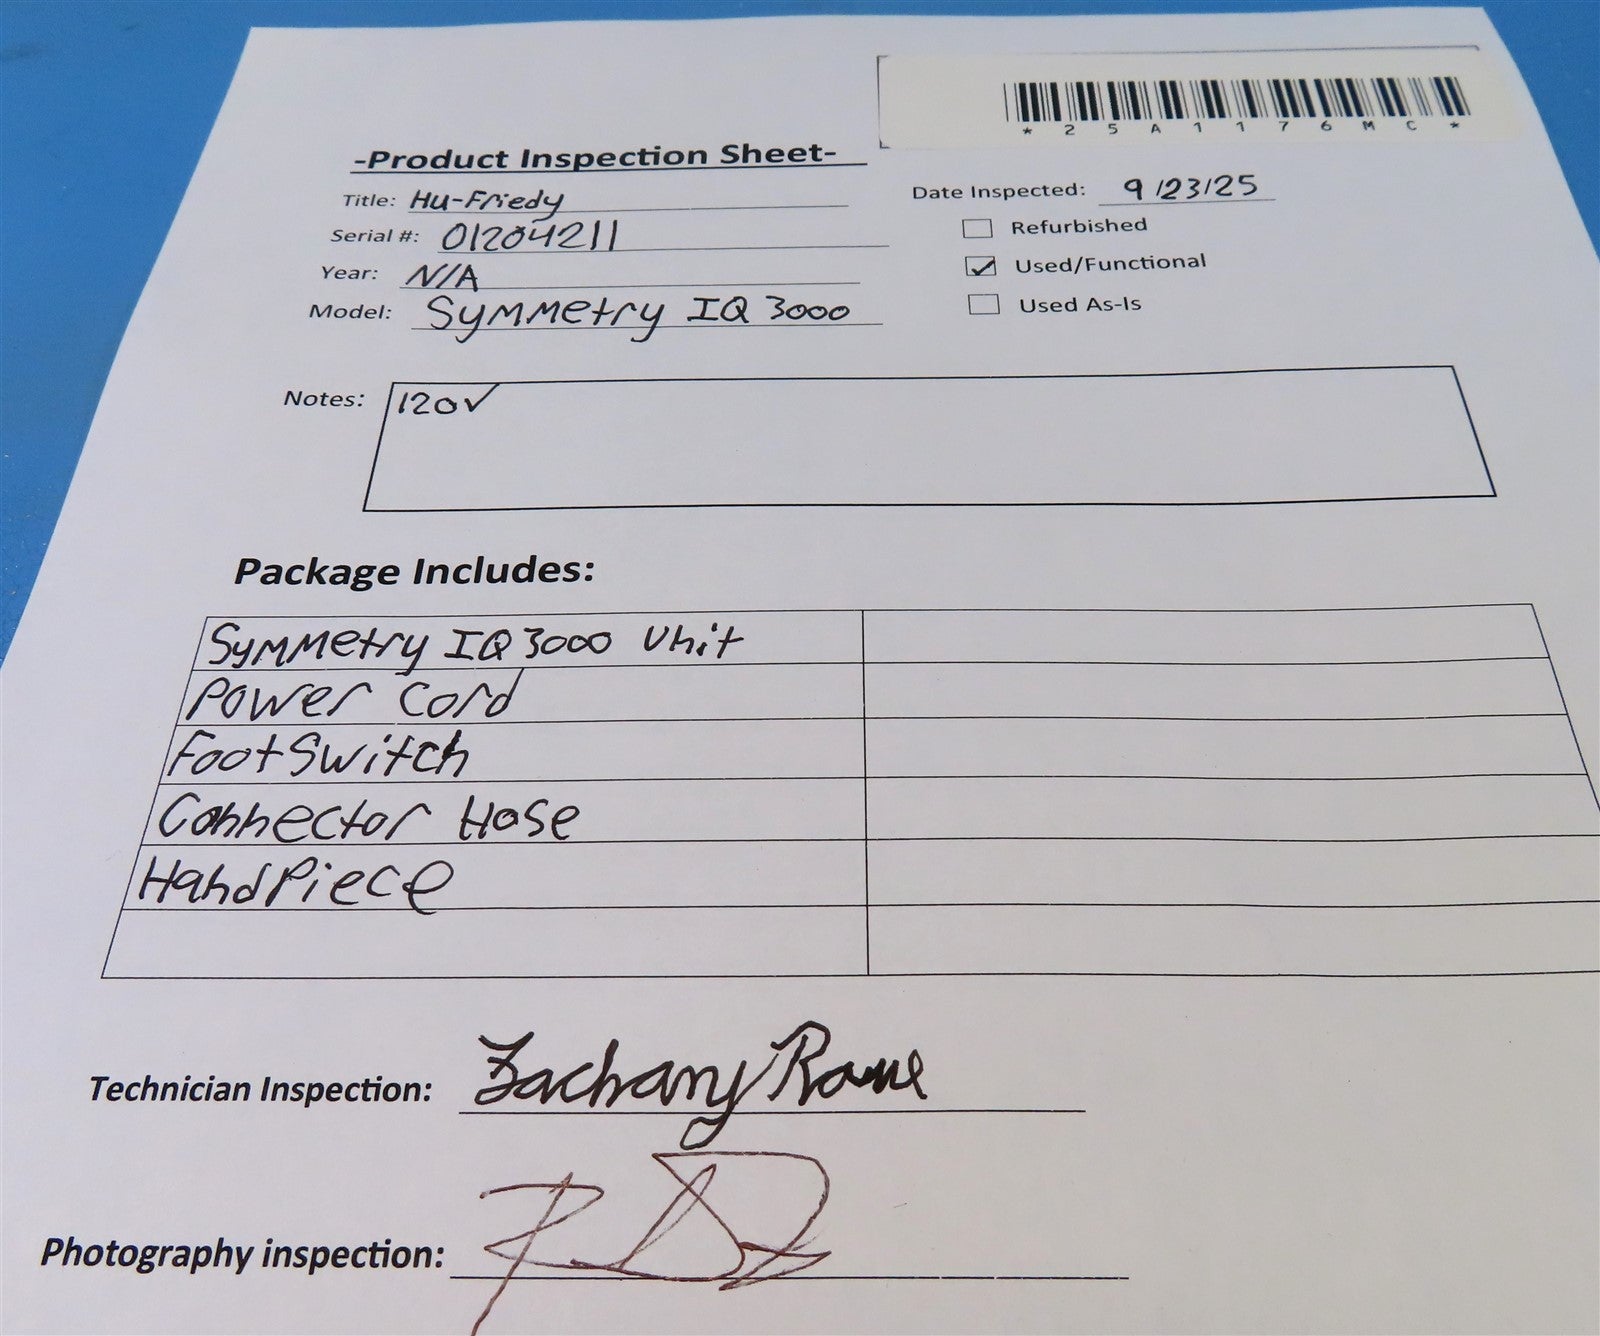 *25A1176MC*
-Product Inspection Sheet-
Title: Hu-Friedy
Date Inspected: 9/23/25
Serial #: 01204211
Refurbished
Year: N/A
Used/Functional
Model: Symmetry IQ 3000
Used As-Is
Notes: 120V
Package Includes:
Symmetry IQ 3000 Unit
Power Cord
Footswitch
Connector Hose
HandPiece
Technician Inspection: Zachary
Photography inspection: